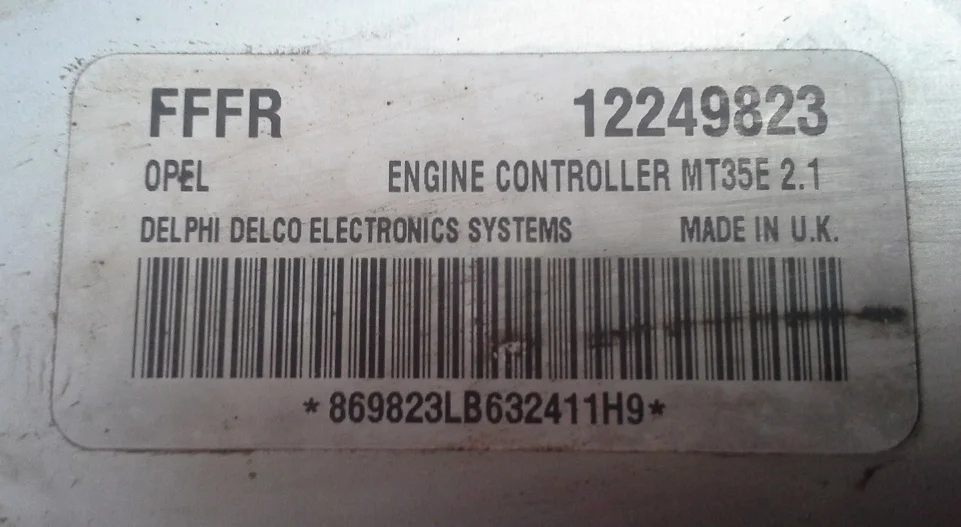 FFFR 12249823
OPEL ENGINE CONTROLLER MT35E 2.1
DELPHI DELCO ELECTRONICS SYSTEMS MADE IN U.K.
*869823LB632411H9*